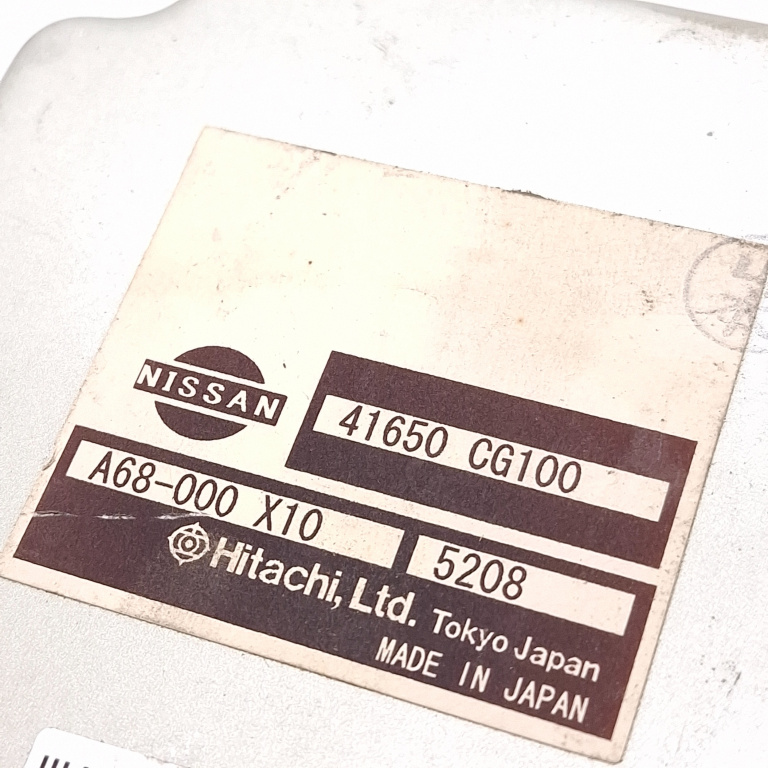 NISSAN
41650 CG100
A68-000 X10
5208
Hitachi, Ltd. Tokyo Japan
MADE IN JAPAN